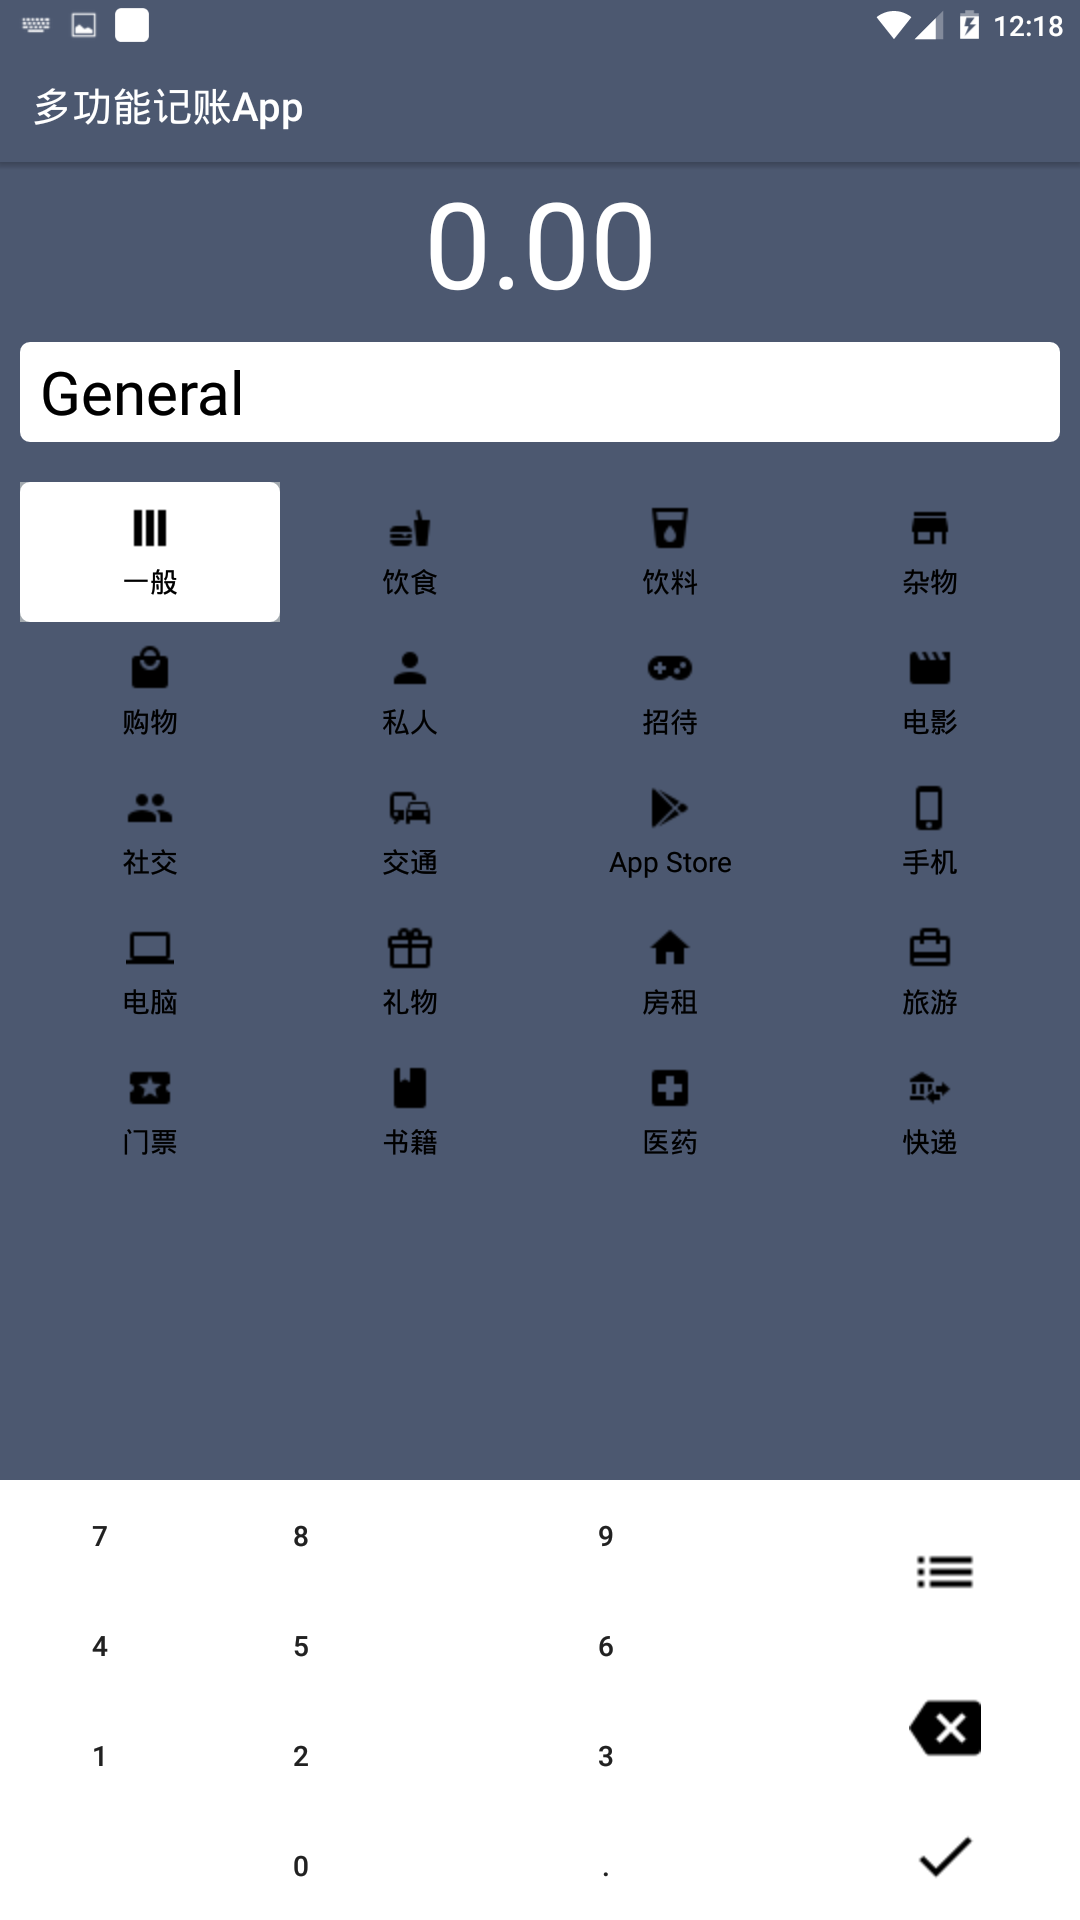 12:18
多功能记账App
0.00
General
一般 饮食 饮料 杂物
购物 私人 招待 电影
社交 交通 App Store 手机
电脑 礼物 房租 旅游
门票 书籍 医药 快递
7 8 9
4 5 6
1 2 3
0 .